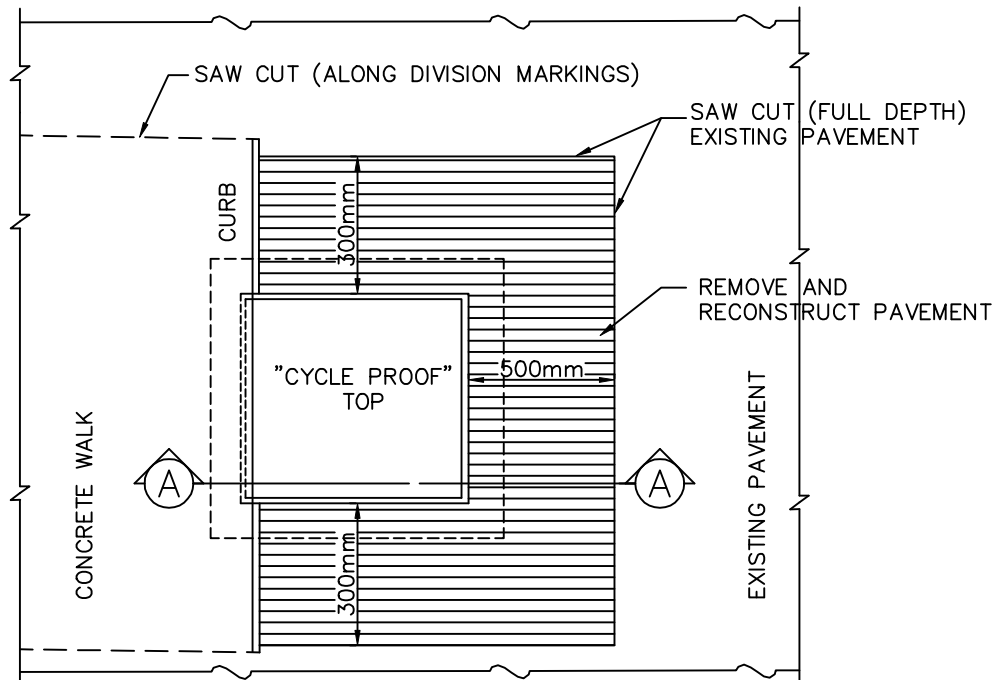 SAW CUT (ALONG DIVISION MARKINGS)
SAW CUT (FULL DEPTH)
EXISTING PAVEMENT
CURB
300mm
REMOVE AND
RECONSTRUCT PAVEMENT
"CYCLE PROOF"
TOP
500mm
CONCRETE WALK
EXISTING PAVEMENT
A
A
300mm